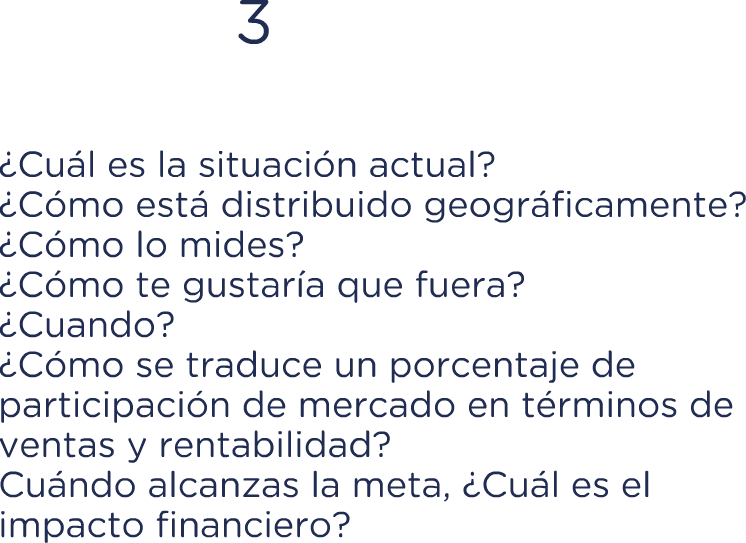 3
¿Cuál es la situación actual?
¿Cómo está distribuido geográficamente?
¿Cómo lo mides?
¿Cómo te gustaría que fuera?
¿Cuando?
¿Cómo se traduce un porcentaje de
participación de mercado en términos de
ventas y rentabilidad?
Cuándo alcanzas la meta, ¿Cuál es el
impacto financiero?